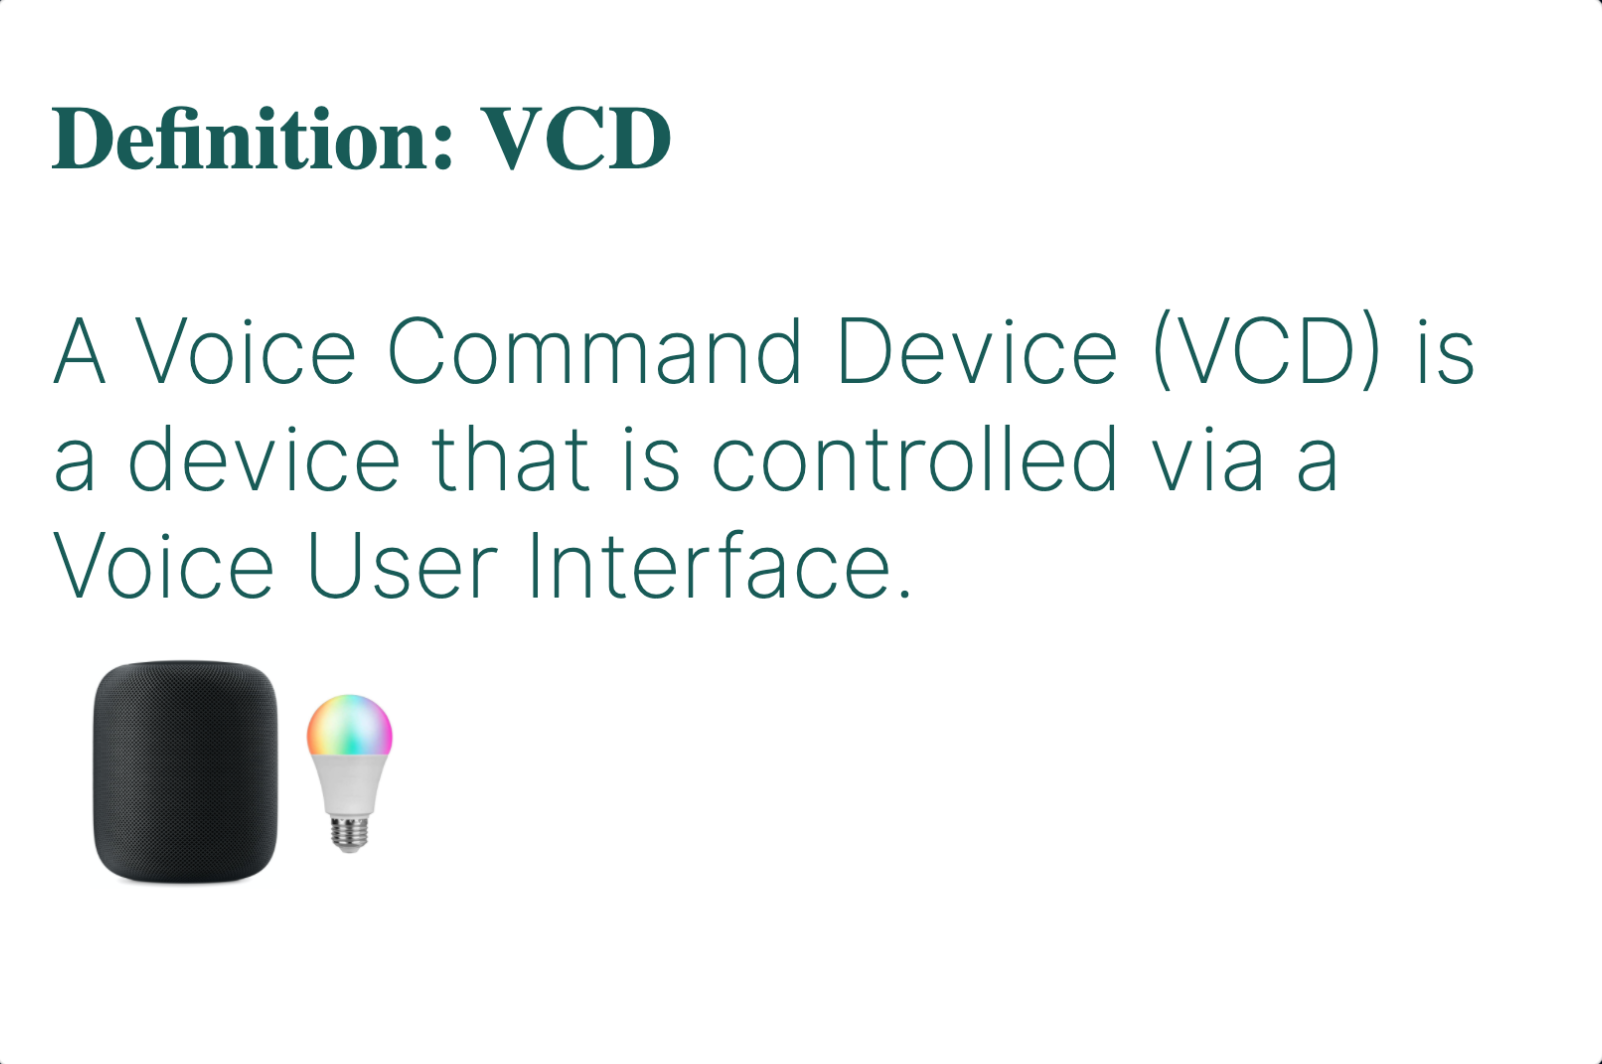 Definition: VCD
A Voice Command Device (VCD) is
a device that is controlled via a
Voice User Interface.